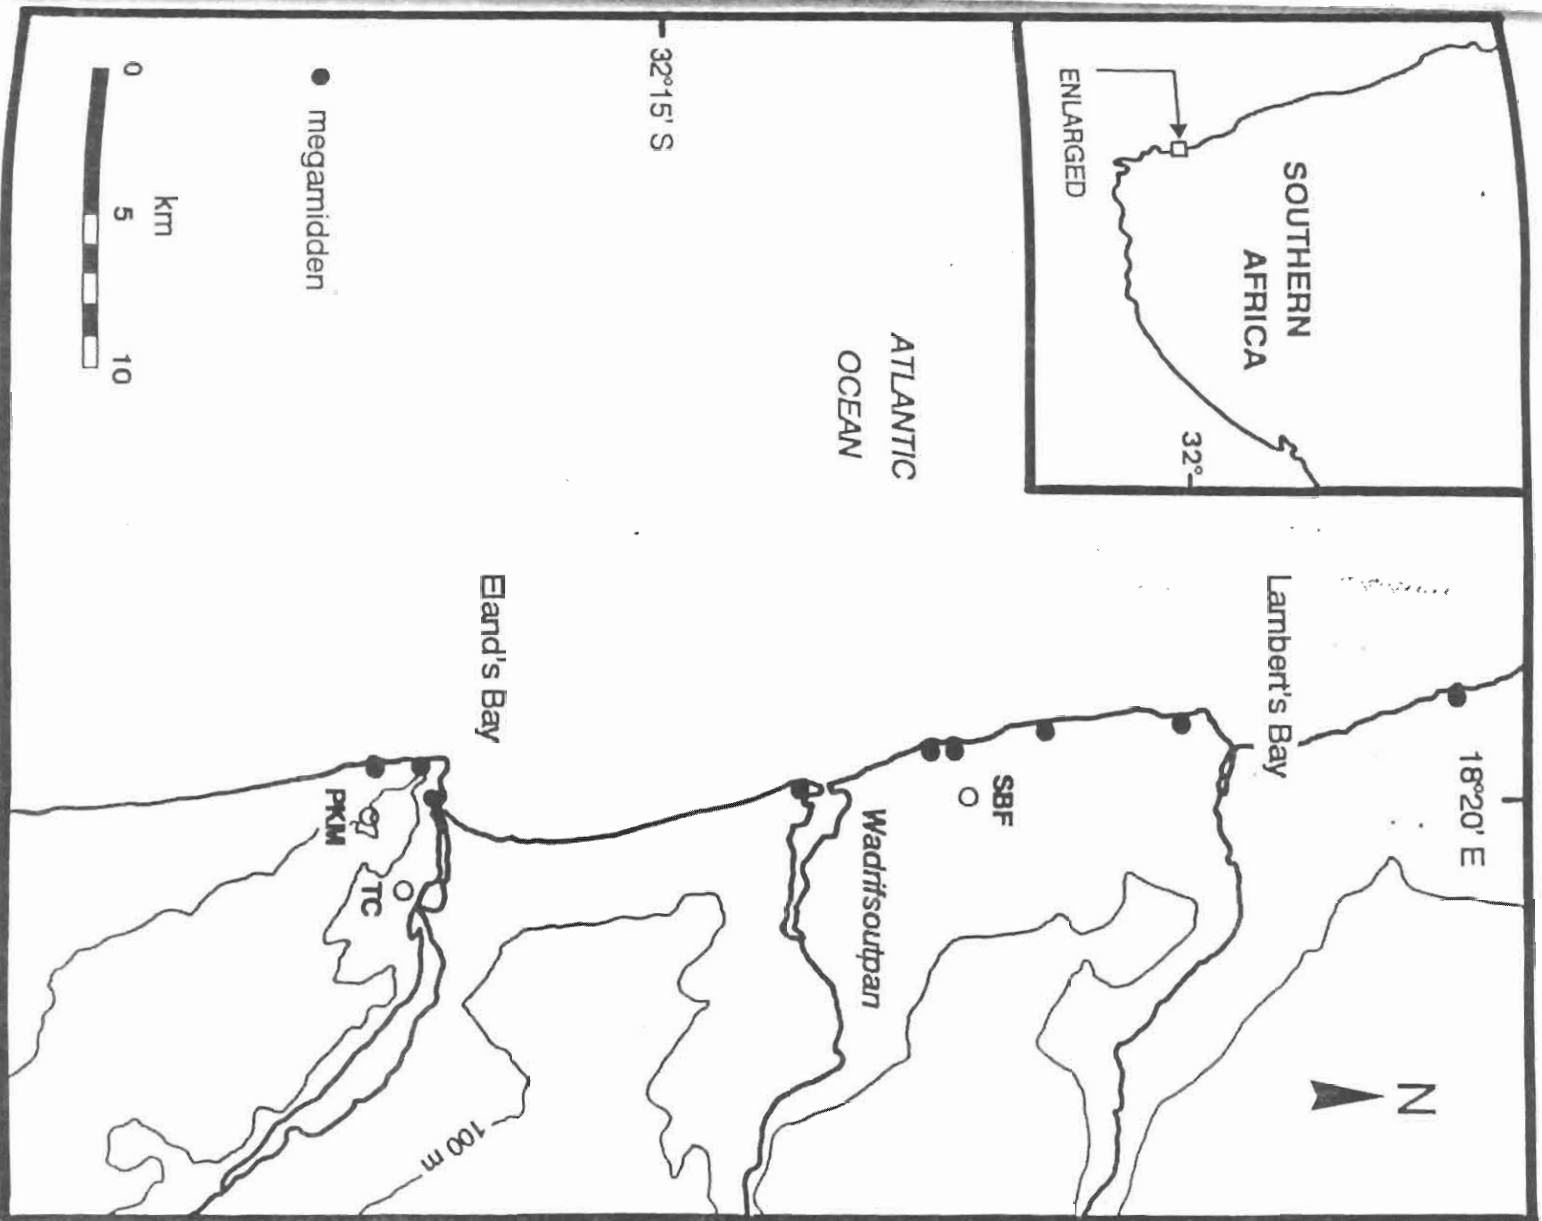 SOUTHERN
AFRICA
ENLARGED
32°
18°20' E
Lambert's Bay
N
SBF
ATLANTIC
OCEAN
Wadrifsoutpan
32°15' S
Eland's Bay
PKM
TC
100 m
megamidden
km
0 5 10